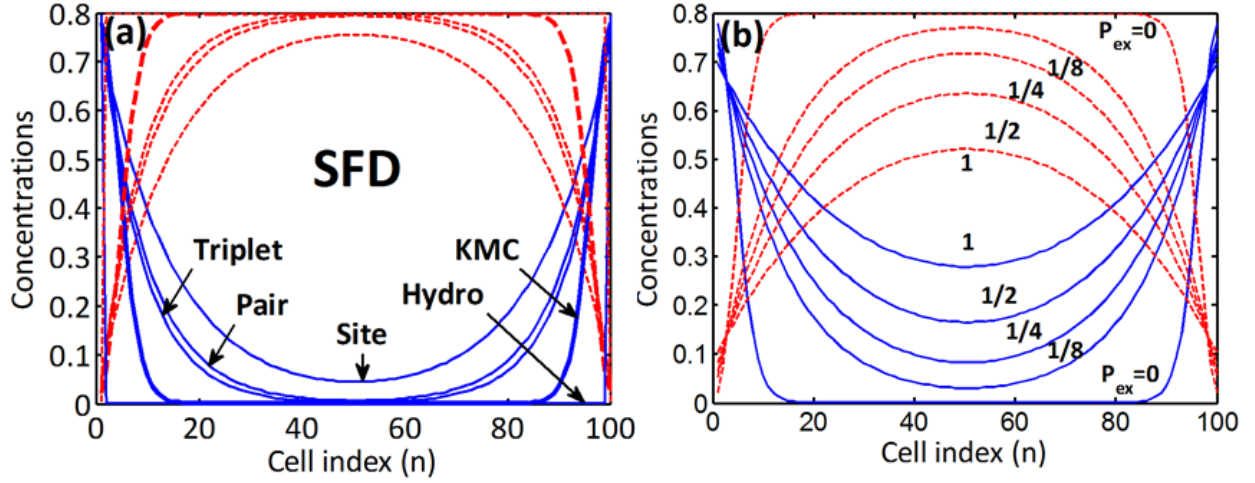 (a)
0.8
0.7
0.6
0.5
0.4
0.3
0.2
0.1
0
Concentrations
SFD
Triplet
Pair
Site
KMC
Hydro
0 20 40 60 80 100
Cell index (n)
(b)
0.8
0.7
0.6
0.5
0.4
0.3
0.2
0.1
0
Concentrations
P_ex=0
1/8
1/4
1/2
1
1
1/2
1/4
1/8
P_ex=0
20 40 60 80 100
Cell index (n)